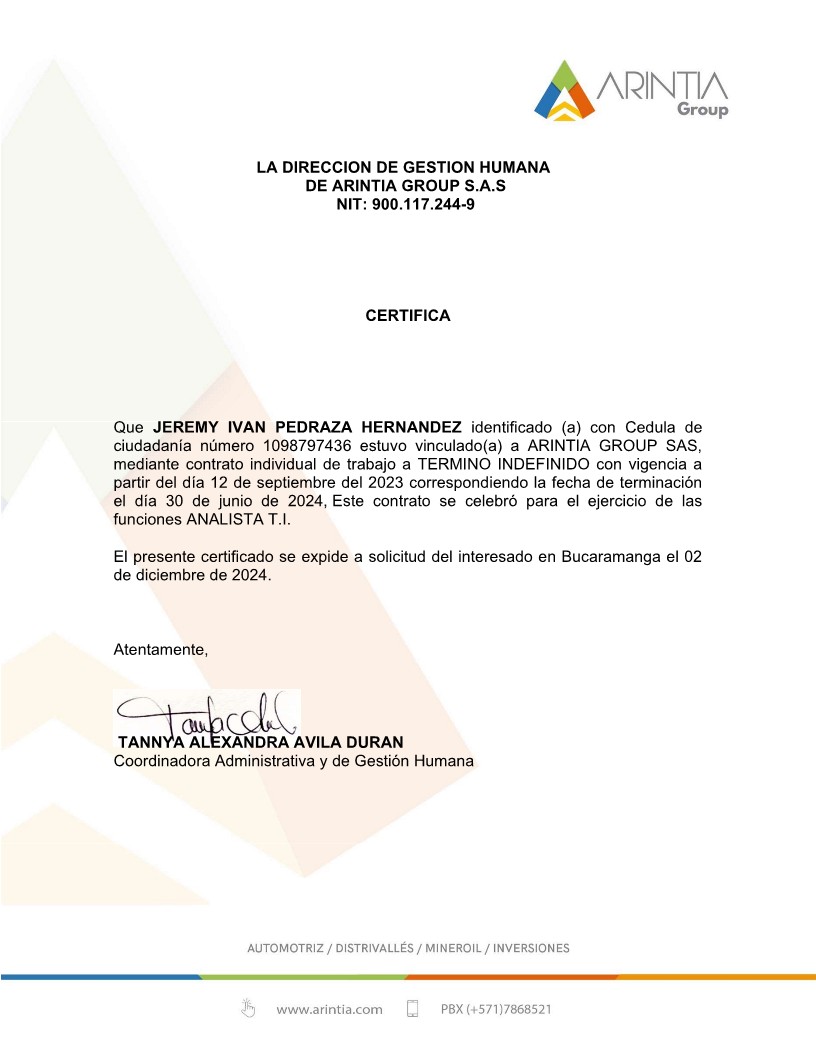 ARINTIA
Group
LA DIRECCION DE GESTION HUMANA
DE ARINTIA GROUP S.A.S
NIT: 900.117.244-9
CERTIFICA
Que JEREMY IVAN PEDRAZA HERNANDEZ identificado (a) con Cedula de
ciudadanía número 1098797436 estuvo vinculado(a) a ARINTIA GROUP SAS,
mediante contrato individual de trabajo a TERMINO INDEFINIDO con vigencia a
partir del día 12 de septiembre del 2023 correspondiendo la fecha de terminación
el día 30 de junio de 2024, Este contrato se celebró para el ejercicio de las
funciones ANALISTA T.I.
El presente certificado se expide a solicitud del interesado en Bucaramanga el 02
de diciembre de 2024.
Atentamente,
TANNYA ALEXANDRA AVILA DURAN
Coordinadora Administrativa y de Gestión Humana
AUTOMOTRIZ / DISTRIVALLÉS / MINEROIL / INVERSIONES
www.arintia.com PBX (+571)7868521